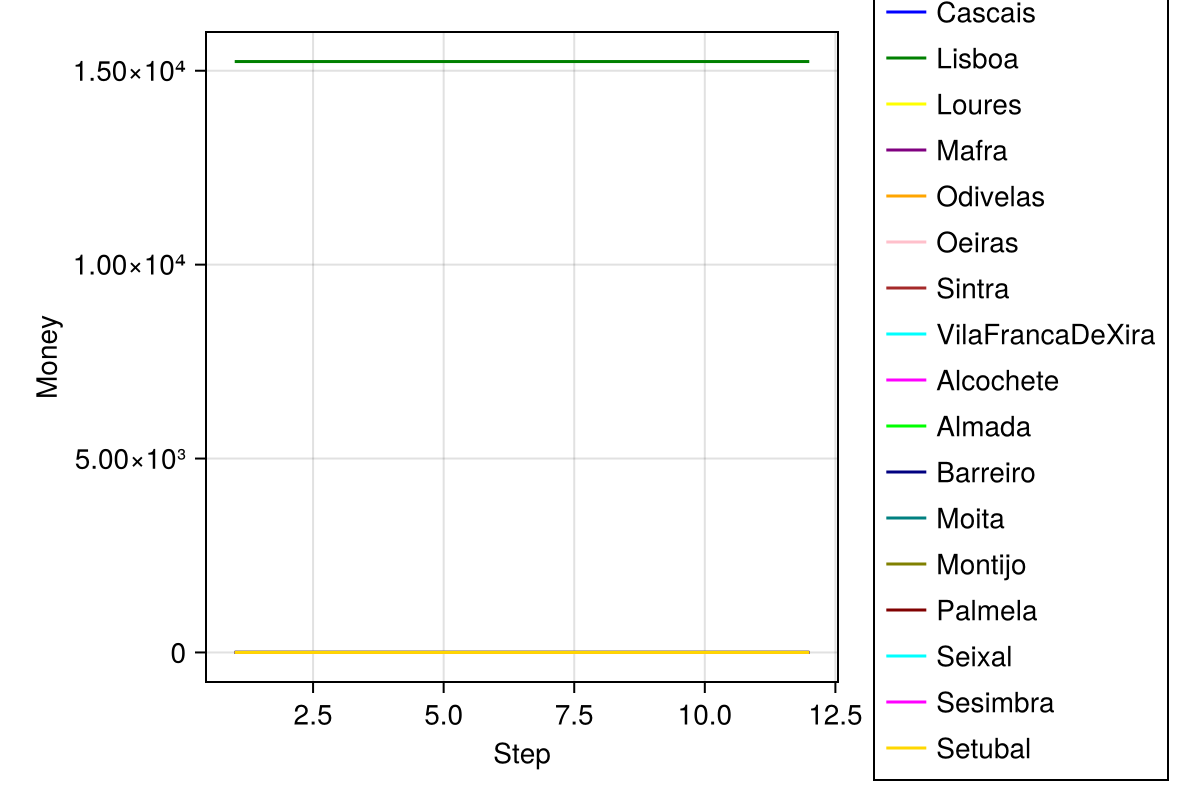 Cascais
Lisboa
Loures
Mafra
Odivelas
Oeiras
Sintra
VilaFrancaDeXira
Alcochete
Almada
Barreiro
Moita
Montijo
Palmela
Seixal
Sesimbra
Setubal
1.50×10⁴
1.00×10⁴
5.00×10³
0
Money
2.5 5.0 7.5 10.0 12.5
Step